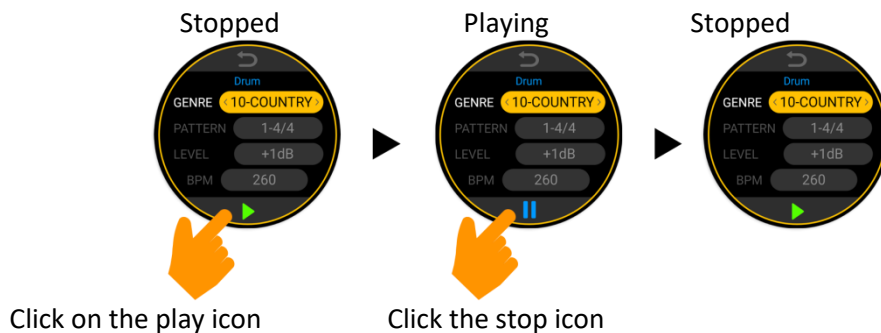 Stopped
Playing
Stopped
Drum
GENRE <10-COUNTRY>
PATTERN 1-4/4
LEVEL +1dB
BPM 260
Drum
GENRE <10-COUNTRY>
PATTERN 1-4/4
LEVEL +1dB
BPM 260
Drum
GENRE <10-COUNTRY>
PATTERN 1-4/4
LEVEL +1dB
BPM 260
Click on the play icon
Click the stop icon